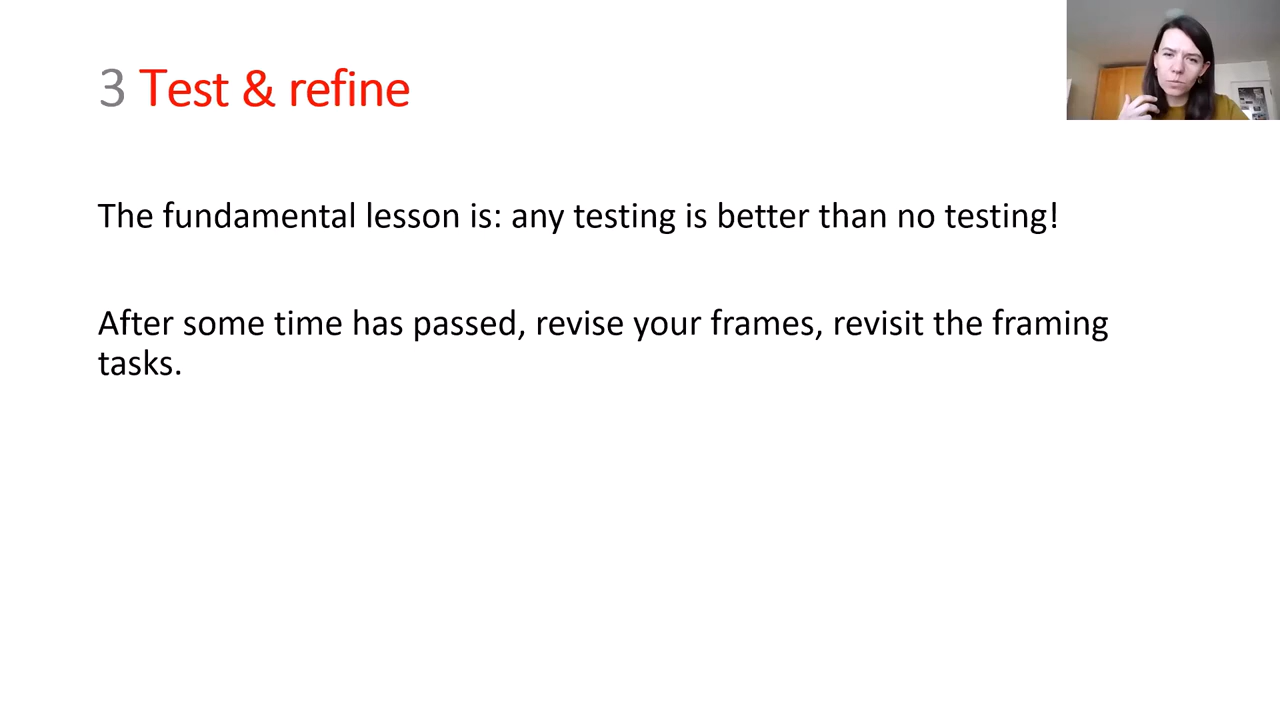 3 Test & refine
The fundamental lesson is: any testing is better than no testing!
After some time has passed, revise your frames, revisit the framing
tasks.